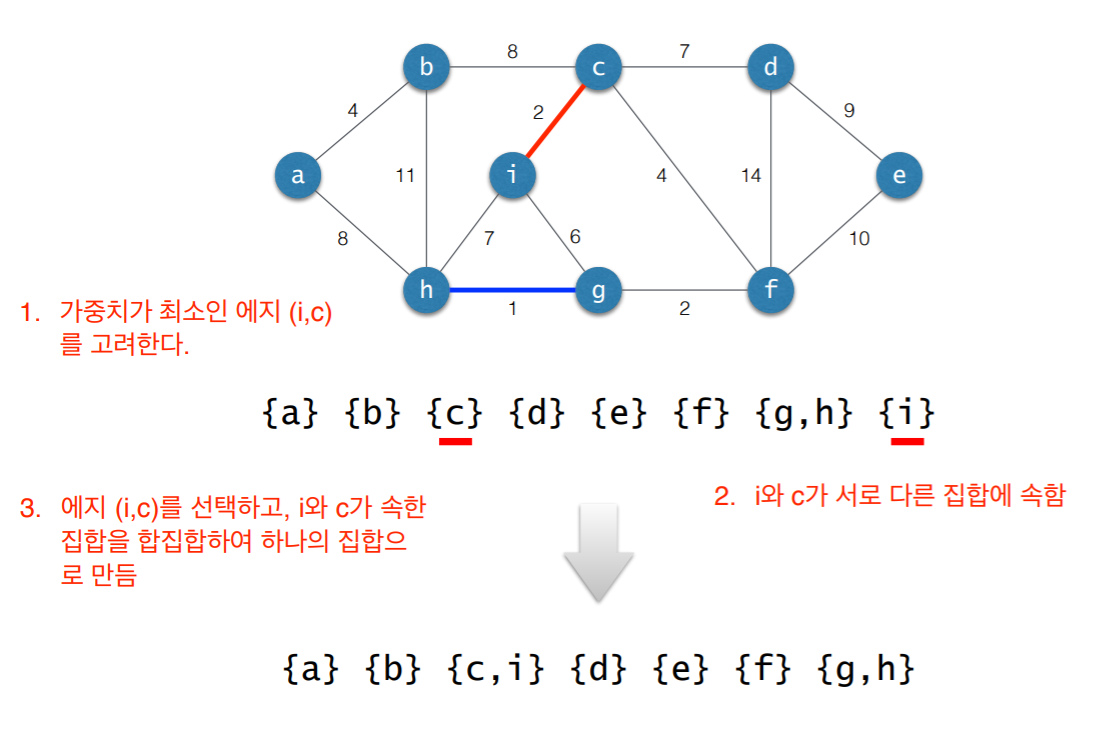 8
7
b
c
d
4
2
9
a
11
i
4
14
e
8
7
6
10
h
g
f
1
2
1. 가중치가 최소인 에지 (i,c)
를 고려한다.
{a} {b} {c} {d} {e} {f} {g,h} {i}
2. i와 c가 서로 다른 집합에 속함
3. 에지 (i,c)를 선택하고, i와 c가 속한
집합을 합집합하여 하나의 집합으
로 만듬
{a} {b} {c,i} {d} {e} {f} {g,h}